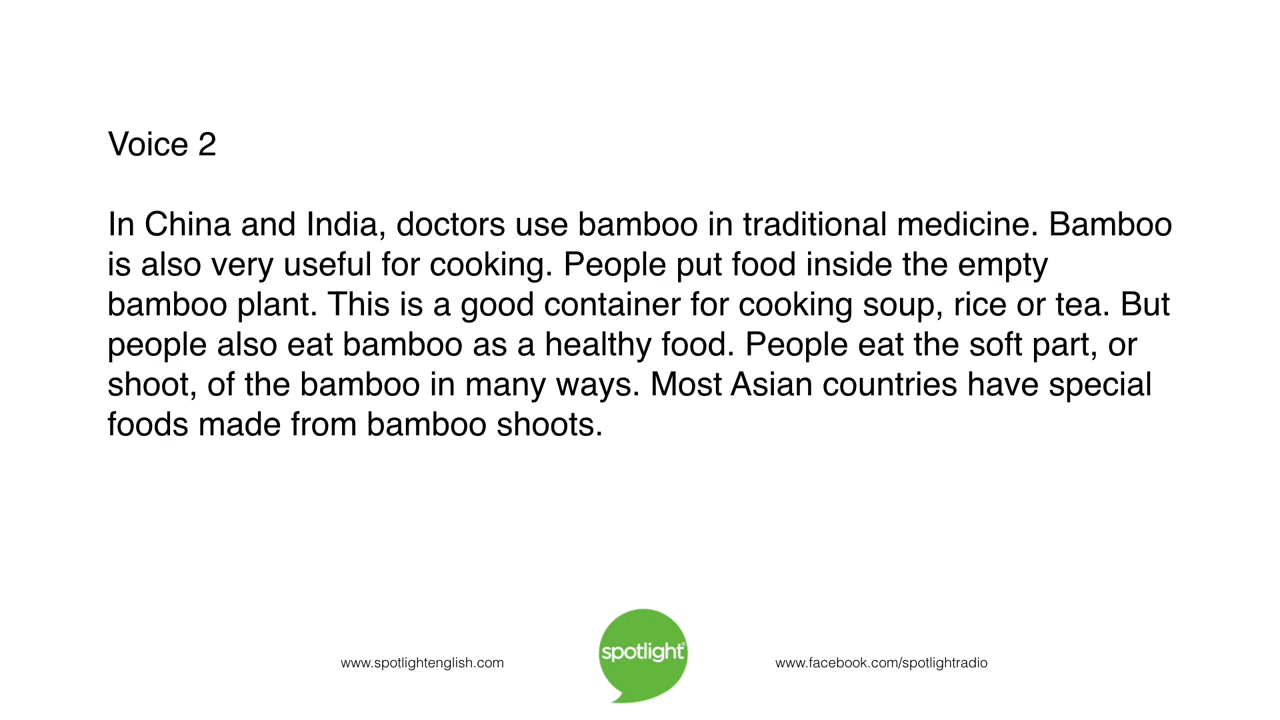 Voice 2
In China and India, doctors use bamboo in traditional medicine. Bamboo
is also very useful for cooking. People put food inside the empty
bamboo plant. This is a good container for cooking soup, rice or tea. But
people also eat bamboo as a healthy food. People eat the soft part, or
shoot, of the bamboo in many ways. Most Asian countries have special
foods made from bamboo shoots.
www.spotlightenglish.com
spotlight®
www.facebook.com/spotlightradio